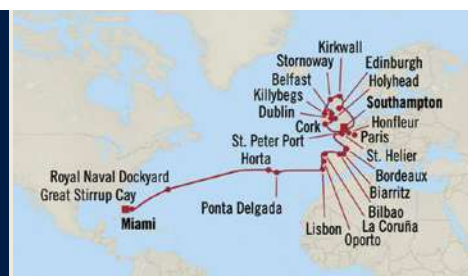 Kirkwall
Stornoway
Edinburgh
Belfast
Holyhead
Killybegs
Southampton
Dublin
Honfleur
Cork
Paris
St. Peter Port
St. Helier
Horta
Bordeaux
Royal Naval Dockyard
Biarritz
Great Stirrup Cay
Bilbao
Ponta Delgada
La Coruña
Miami
Lisbon
Oporto